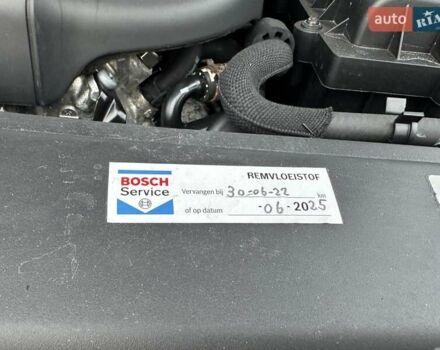 auto RIA
BOSCH
Service
REMVLOEISTOF
Vervangen bij 30-06-22 km
of op datum -06-2025